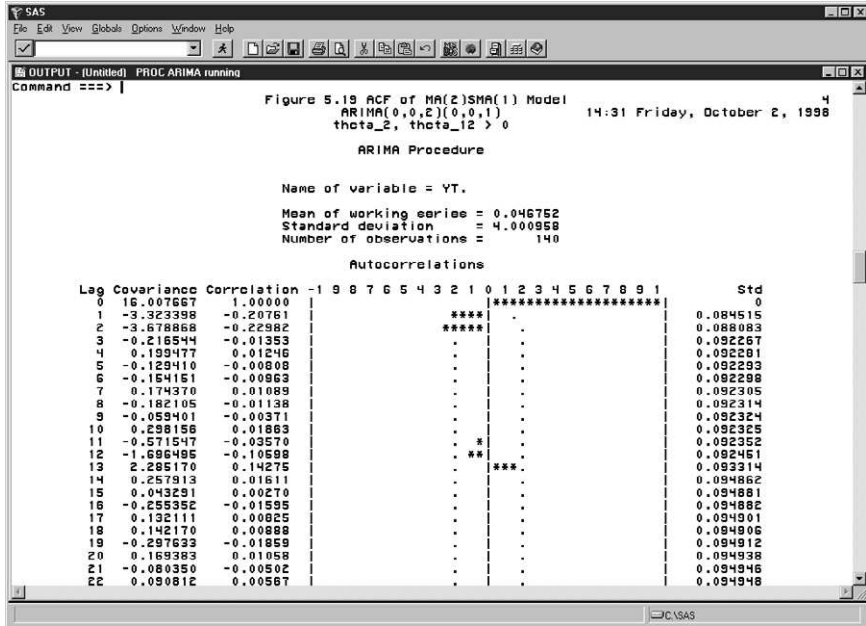 SAS
File Edit View Globals Options Window Help
OUTPUT - (Untitled) PROC ARIMA running
Command ===>
Figure 5.19 ACF of MA(2)SMA(1) Model 4
ARIMA(0,0,2)(0,0,1) 14:31 Friday, October 2, 1998
theta_2, theta_12 > 0
ARIMA Procedure
Name of variable = YT.
Mean of working series = 0.046752
Standard deviation = 4.000958
Number of observations = 140
Autocorrelations
Lag Covariance Correlation -1 9 8 7 6 5 4 3 2 1 0 1 2 3 4 5 6 7 8 9 1 Std
0 16.007667 1.00000 | |********************| 0
1 -3.323398 -0.20761 | ****| . | 0.084515
2 -3.678868 -0.22982 | *****| . | 0.088083
3 -0.216544 -0.01353 | . | . | 0.092267
4 0.199477 0.01246 | . | . | 0.092281
5 -0.129410 -0.00808 | . | . | 0.092293
6 -0.154151 -0.00963 | . | . | 0.092298
7 0.174370 0.01089 | . | . | 0.092305
8 -0.182105 -0.01138 | . | . | 0.092314
9 -0.059401 -0.00371 | . | . | 0.092324
10 0.298156 0.01863 | . | . | 0.092325
11 -0.571547 -0.03570 | . *| . | 0.092352
12 -1.696495 -0.10598 | . **| . | 0.092451
13 2.285170 0.14275 | . |***. | 0.093314
14 0.257913 0.01611 | . | . | 0.094862
15 0.043291 0.00270 | . | . | 0.094881
16 -0.255352 -0.01595 | . | . | 0.094882
17 0.132111 0.00825 | . | . | 0.094901
18 0.142170 0.00888 | . | . | 0.094906
19 -0.297633 -0.01859 | . | . | 0.094912
20 0.169383 0.01058 | . | . | 0.094938
21 -0.080350 -0.00502 | . | . | 0.094946
22 0.090812 0.00567 | . | . | 0.094948
C:\SAS